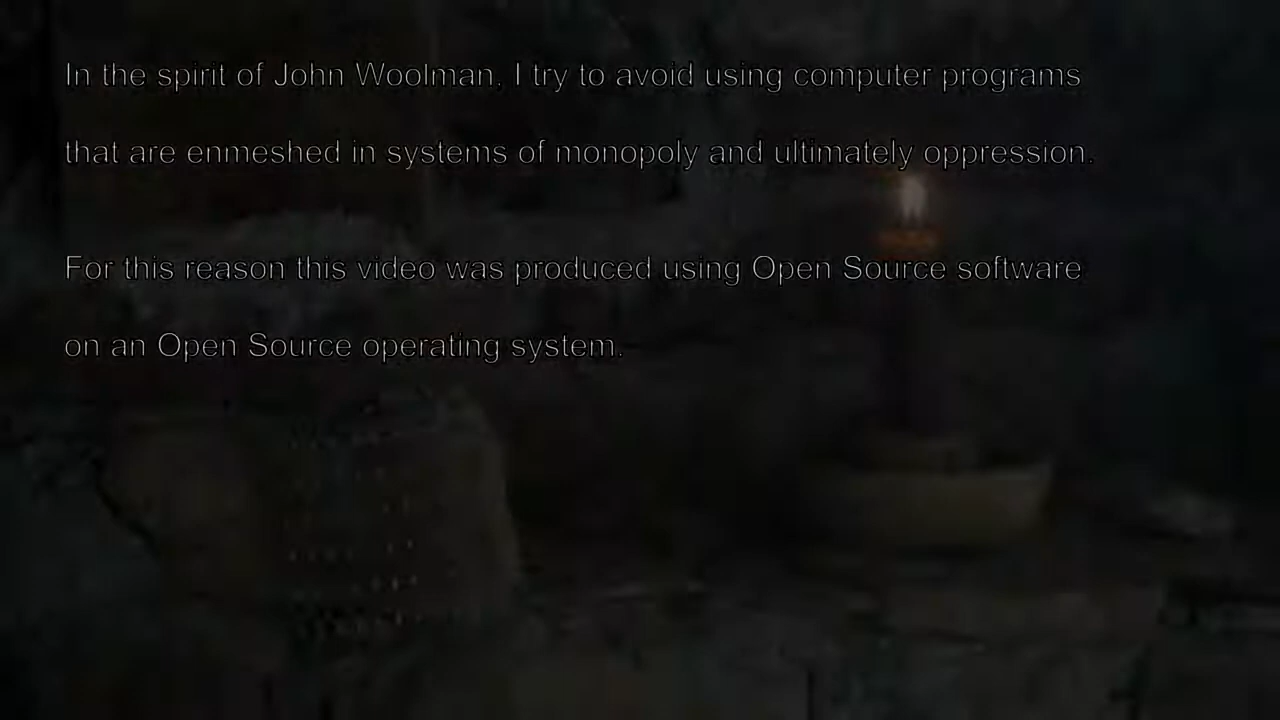 In the spirit of John Woolman, I try to avoid using computer programs
that are enmeshed in systems of monopoly and ultimately oppression.
For this reason this video was produced using Open Source software
on an Open Source operating system.